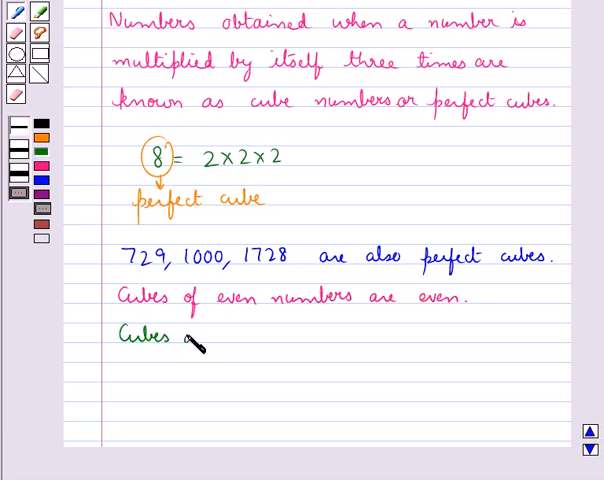 Numbers obtained when a number is
multiplied by itself three times are
known as cube numbers or perfect cubes.
8 = 2 × 2 × 2
perfect cube
729, 1000, 1728 are also perfect cubes.
Cubes of even numbers are even.
Cubes